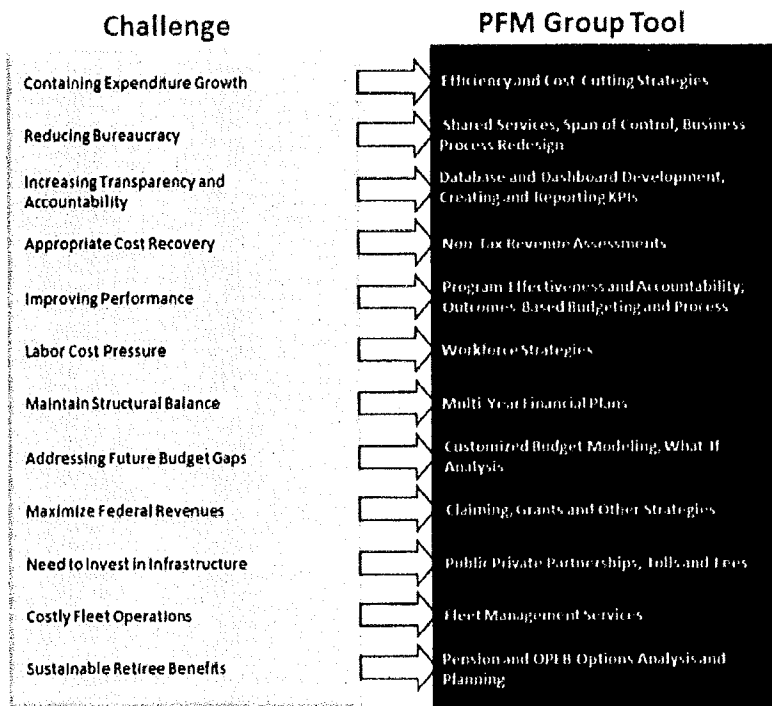 Challenge
PFM Group Tool
Containing Expenditure Growth
Efficiency and Cost-Cutting Strategies
Reducing Bureaucracy
Shared Services, Span of Control, Business
Process Redesign
Increasing Transparency and
Accountability
Database and Dashboard Development,
Creating and Reporting KPIs
Appropriate Cost Recovery
Non-Tax Revenue Assessments
Improving Performance
Program Effectiveness and Accountability;
Outcomes-Based Budgeting and Process
Labor Cost Pressure
Workforce Strategies
Maintain Structural Balance
Multi-Year Financial Plans
Addressing Future Budget Gaps
Customized Budget Modeling, What-If
Analysis
Maximize Federal Revenues
Claiming, Grants and Other Strategies
Need to Invest in Infrastructure
Public Private Partnerships, Tolls and Fees
Costly Fleet Operations
Fleet Management Services
Sustainable Retiree Benefits
Pension and OPEB Options Analysis and
Planning